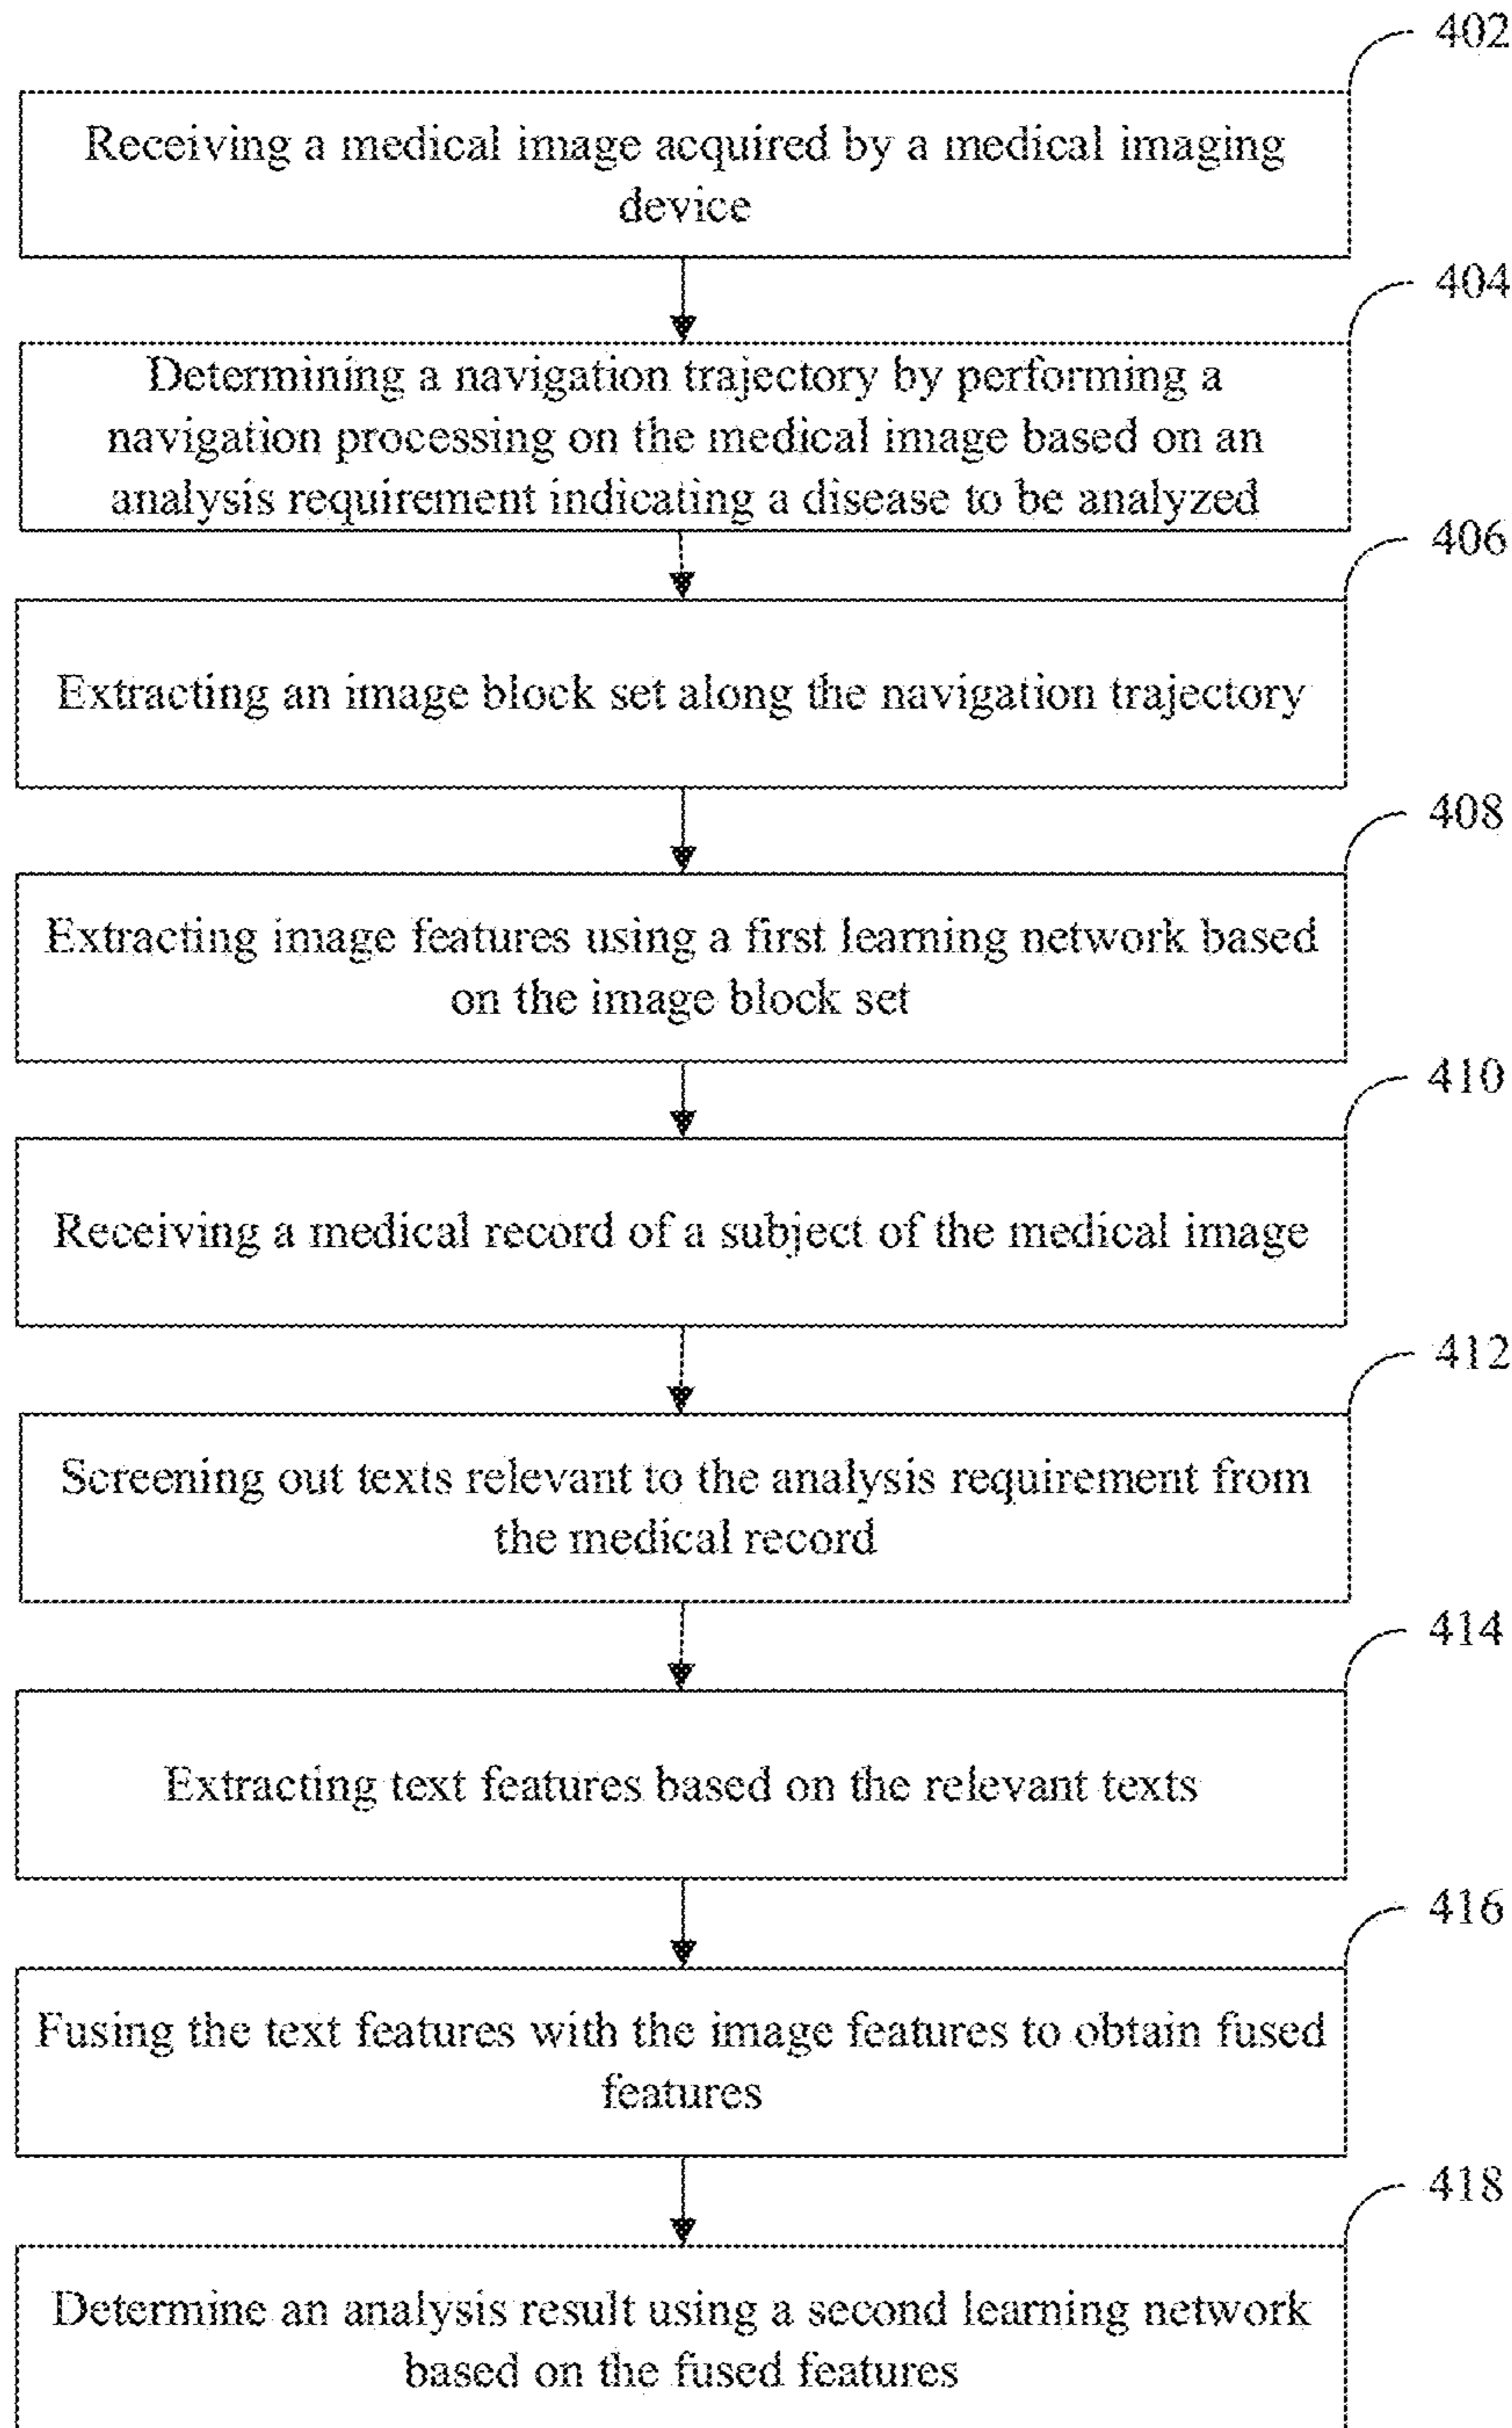 402
Receiving a medical image acquired by a medical imaging
device
404
Determining a navigation trajectory by performing a
navigation processing on the medical image based on an
analysis requirement indicating a disease to be analyzed
406
Extracting an image block set along the navigation trajectory
408
Extracting image features using a first learning network based
on the image block set
410
Receiving a medical record of a subject of the medical image
412
Screening out texts relevant to the analysis requirement from
the medical record
414
Extracting text features based on the relevant texts
416
Fusing the text features with the image features to obtain fused
features
418
Determine an analysis result using a second learning network
based on the fused features